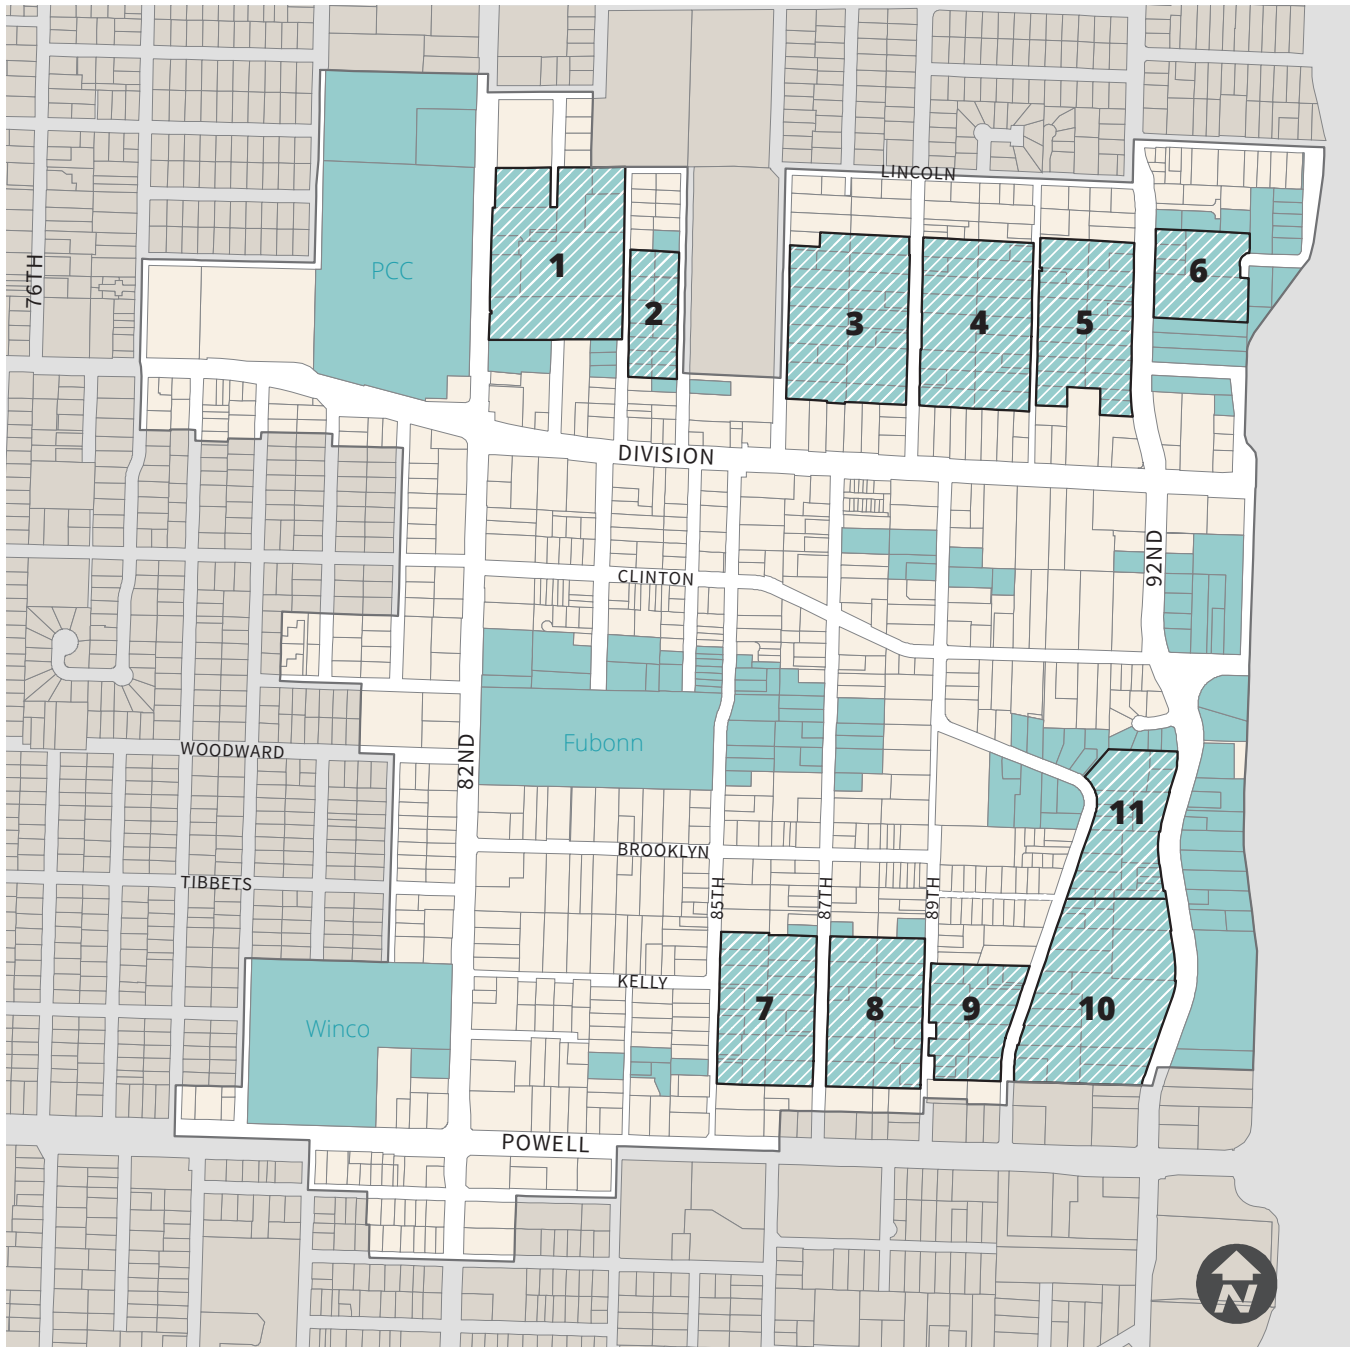 LINCOLN
76TH
PCC
1
2
3
4
5
6
DIVISION
CLINTON
92ND
WOODWARD
82ND
Fubonn
11
BROOKLYN
TIBBETS
85TH
87TH
89TH
KELLY
Winco
7
8
9
10
POWELL
N